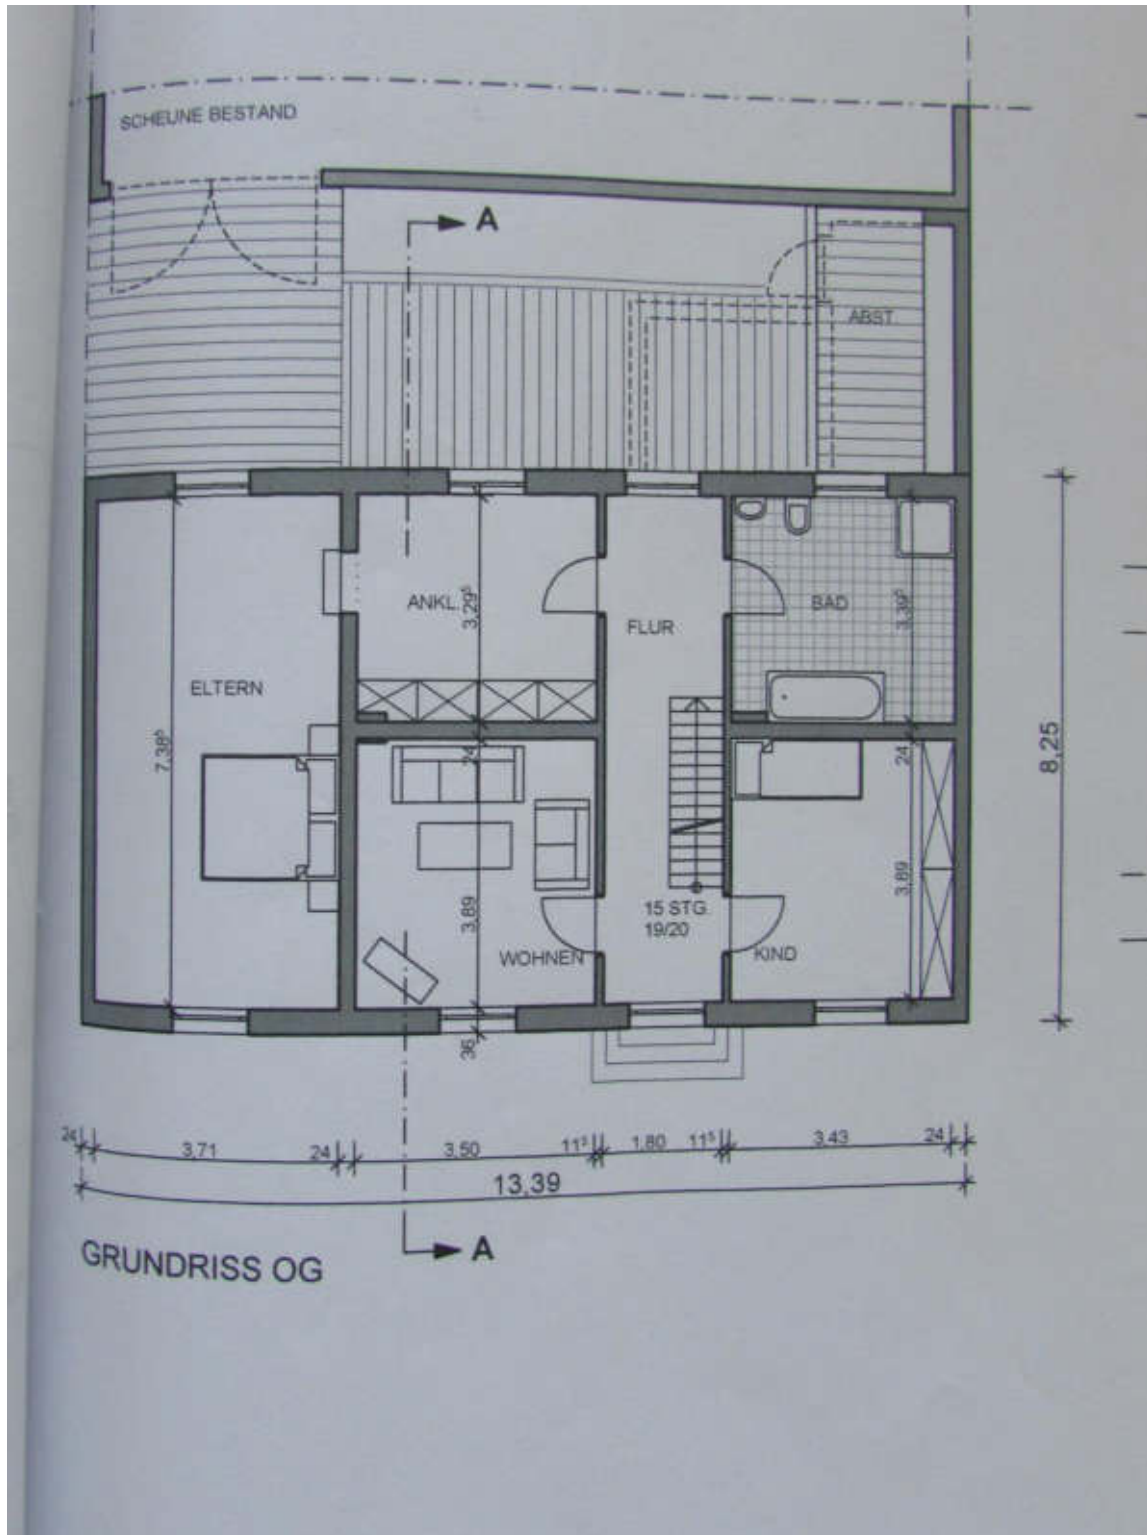 SCHEUNE BESTAND
A
ABST.
ANKL.
3,29⁵
FLUR
BAD
3,39⁵
ELTERN
7,38⁵
24
24
8,25
3,89
3,89
15 STG.
19/20
WOHNEN
KIND
36
24
3,71
24
3,50
11⁵
1,80
11⁵
3,43
24
13,39
A
GRUNDRISS OG